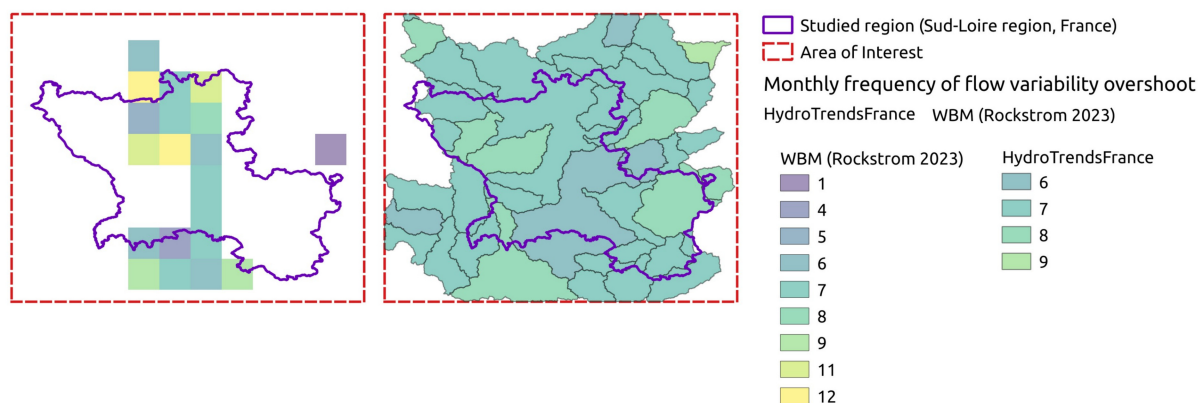 Studied region (Sud-Loire region, France)
Area of Interest
Monthly frequency of flow variability overshoot
HydroTrendsFrance WBM (Rockstrom 2023)
WBM (Rockstrom 2023)
1
4
5
6
7
8
9
11
12
HydroTrendsFrance
6
7
8
9